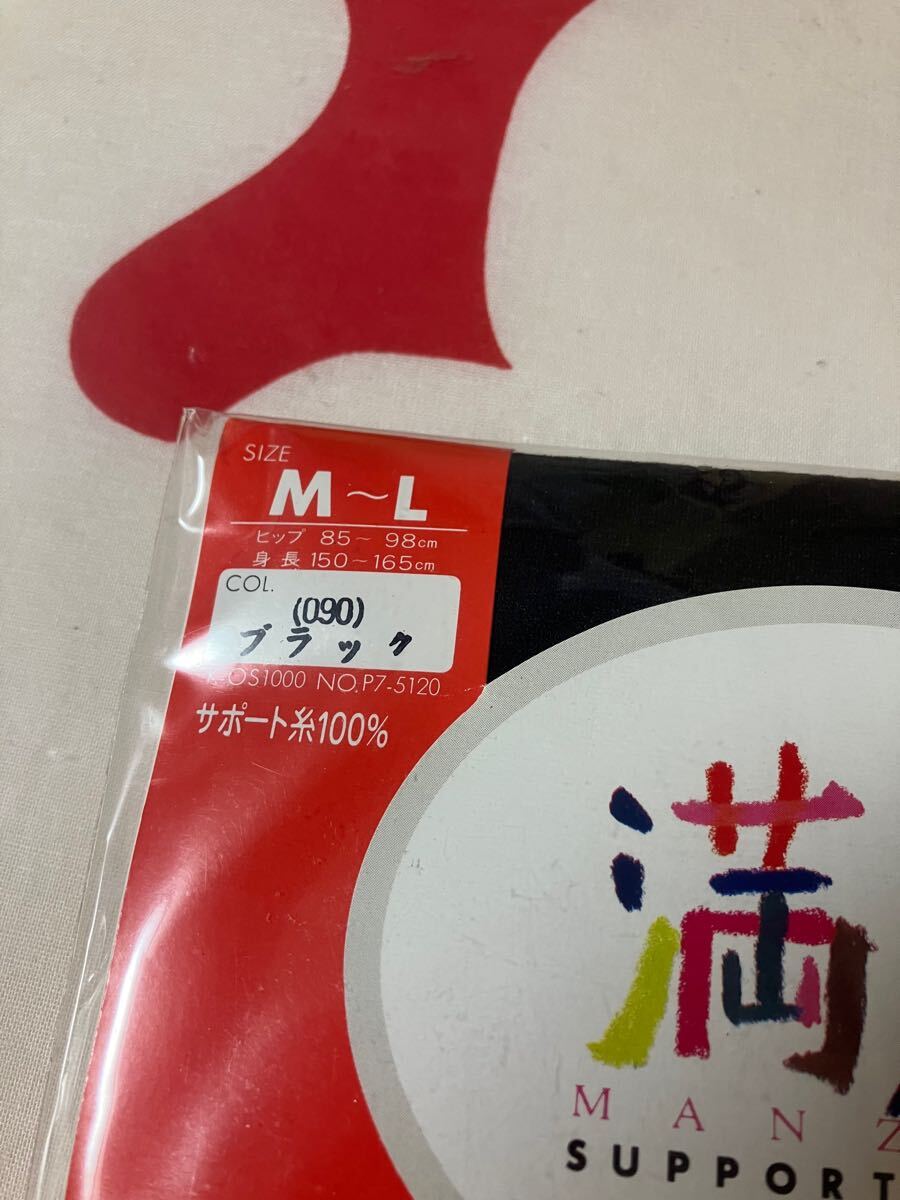 SIZE
M～L
ヒップ 85～98cm
身長 150～165cm
COL.
(090)
ブラック
OS1000 NO.P7-5120
サポート糸100%
満
MANZ
SUPPORT